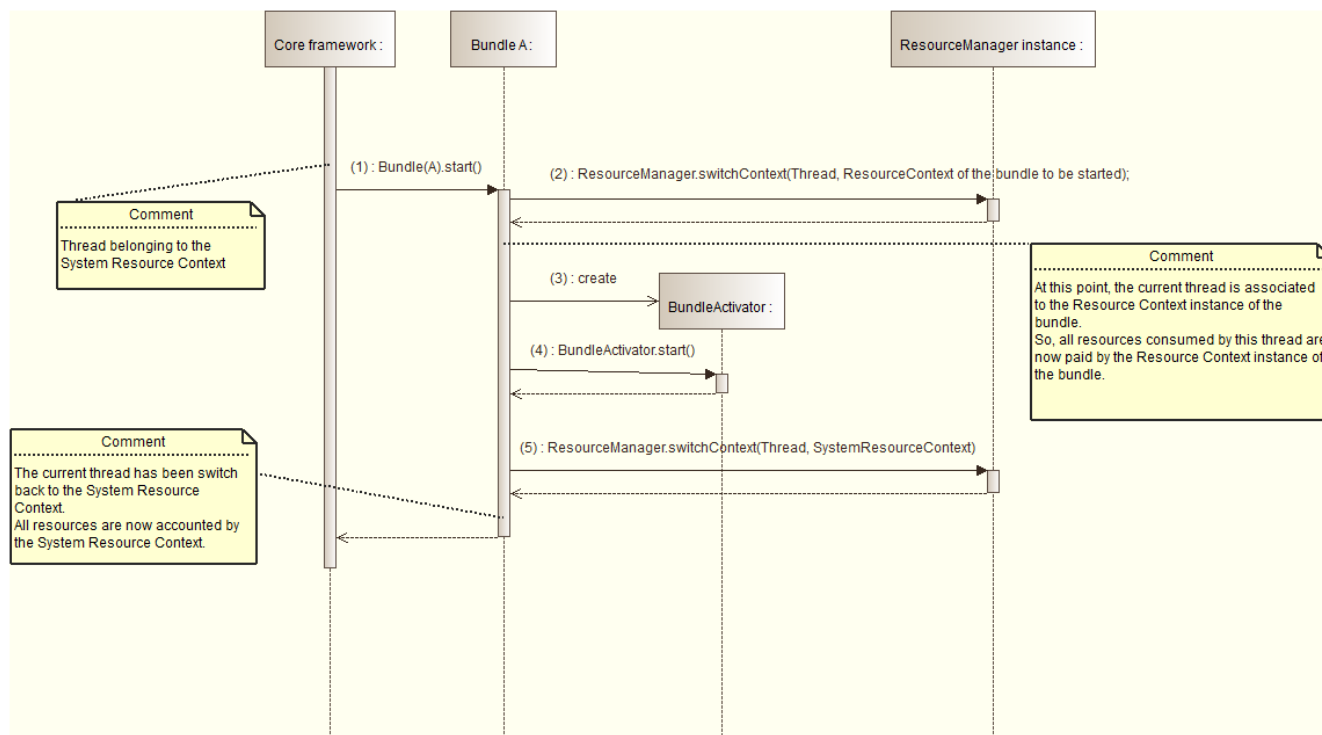 Core framework :
Bundle A :
ResourceManager instance :
(1) : Bundle(A).start()
(2) : ResourceManager.switchContext(Thread, ResourceContext of the bundle to be started);
Comment
Thread belonging to the
System Resource Context
Comment
At this point, the current thread is associated
to the Resource Context instance of the
bundle.
So, all resources consumed by this thread are
now paid by the Resource Context instance of
the bundle.
(3) : create
BundleActivator :
(4) : BundleActivator.start()
Comment
The current thread has been switch
back to the System Resource
Context.
All resources are now accounted by
the System Resource Context.
(5) : ResourceManager.switchContext(Thread, SystemResourceContext)